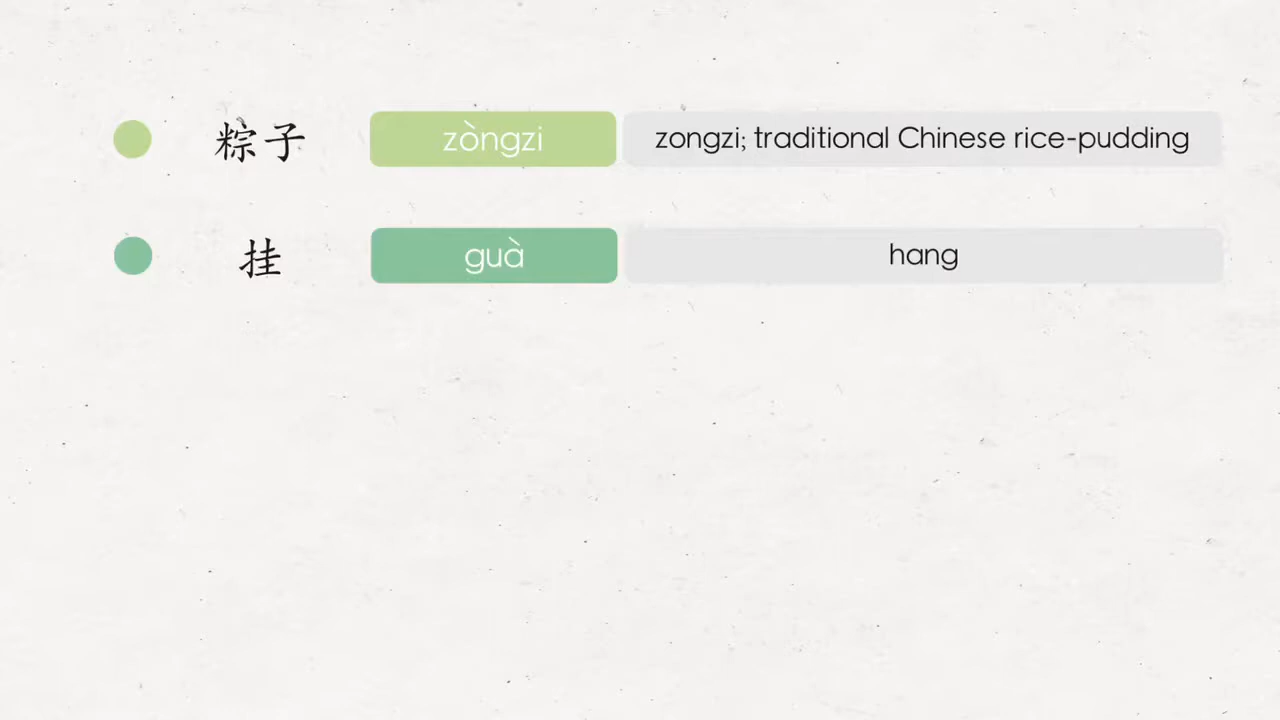 粽子 zòngzi zongzi; traditional Chinese rice-pudding
挂 guà hang